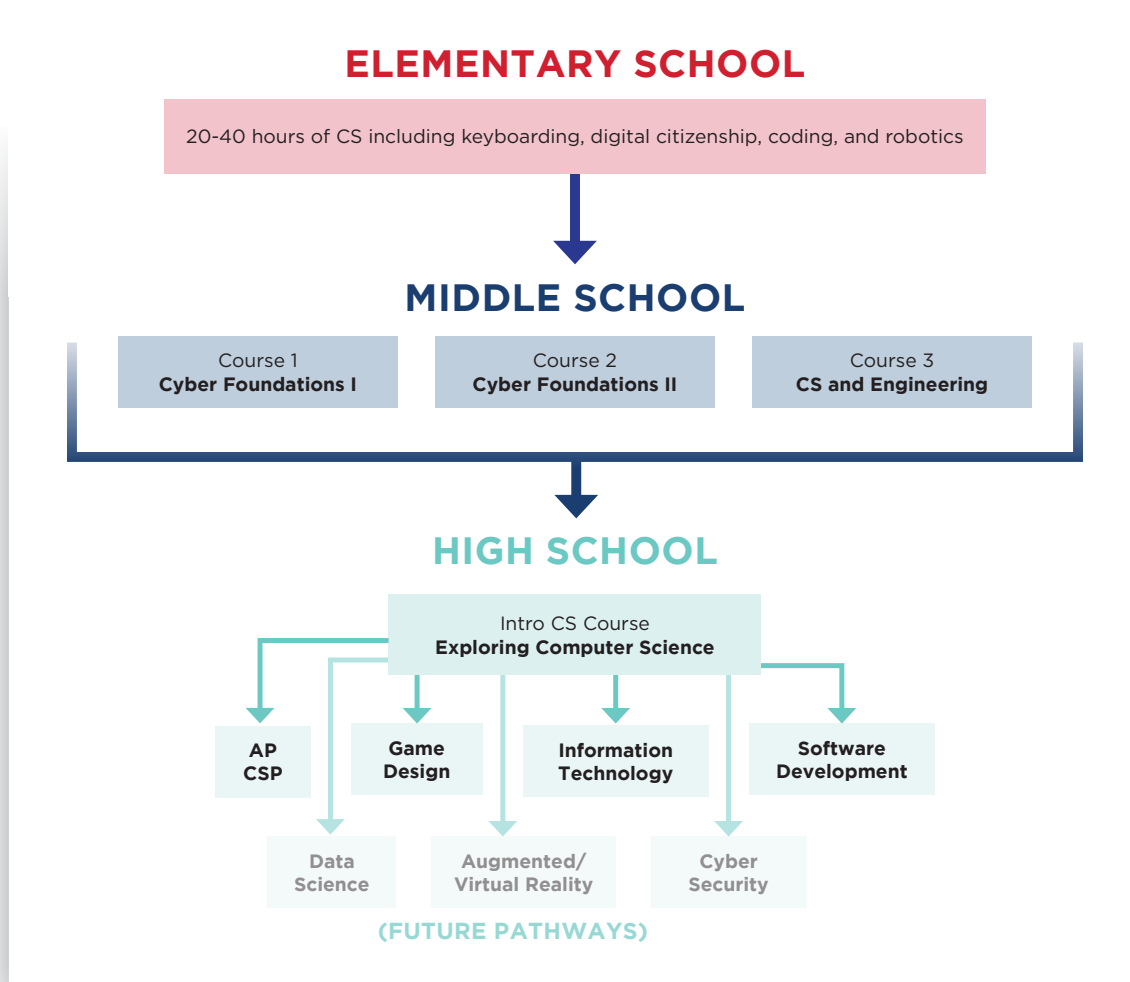 ELEMENTARY SCHOOL
20-40 hours of CS including keyboarding, digital citizenship, coding, and robotics
MIDDLE SCHOOL
Course 1
Cyber Foundations I
Course 2
Cyber Foundations II
Course 3
CS and Engineering
HIGH SCHOOL
Intro CS Course
Exploring Computer Science
AP
CSP
Game
Design
Information
Technology
Software
Development
Data
Science
Augmented/
Virtual Reality
Cyber
Security
(FUTURE PATHWAYS)